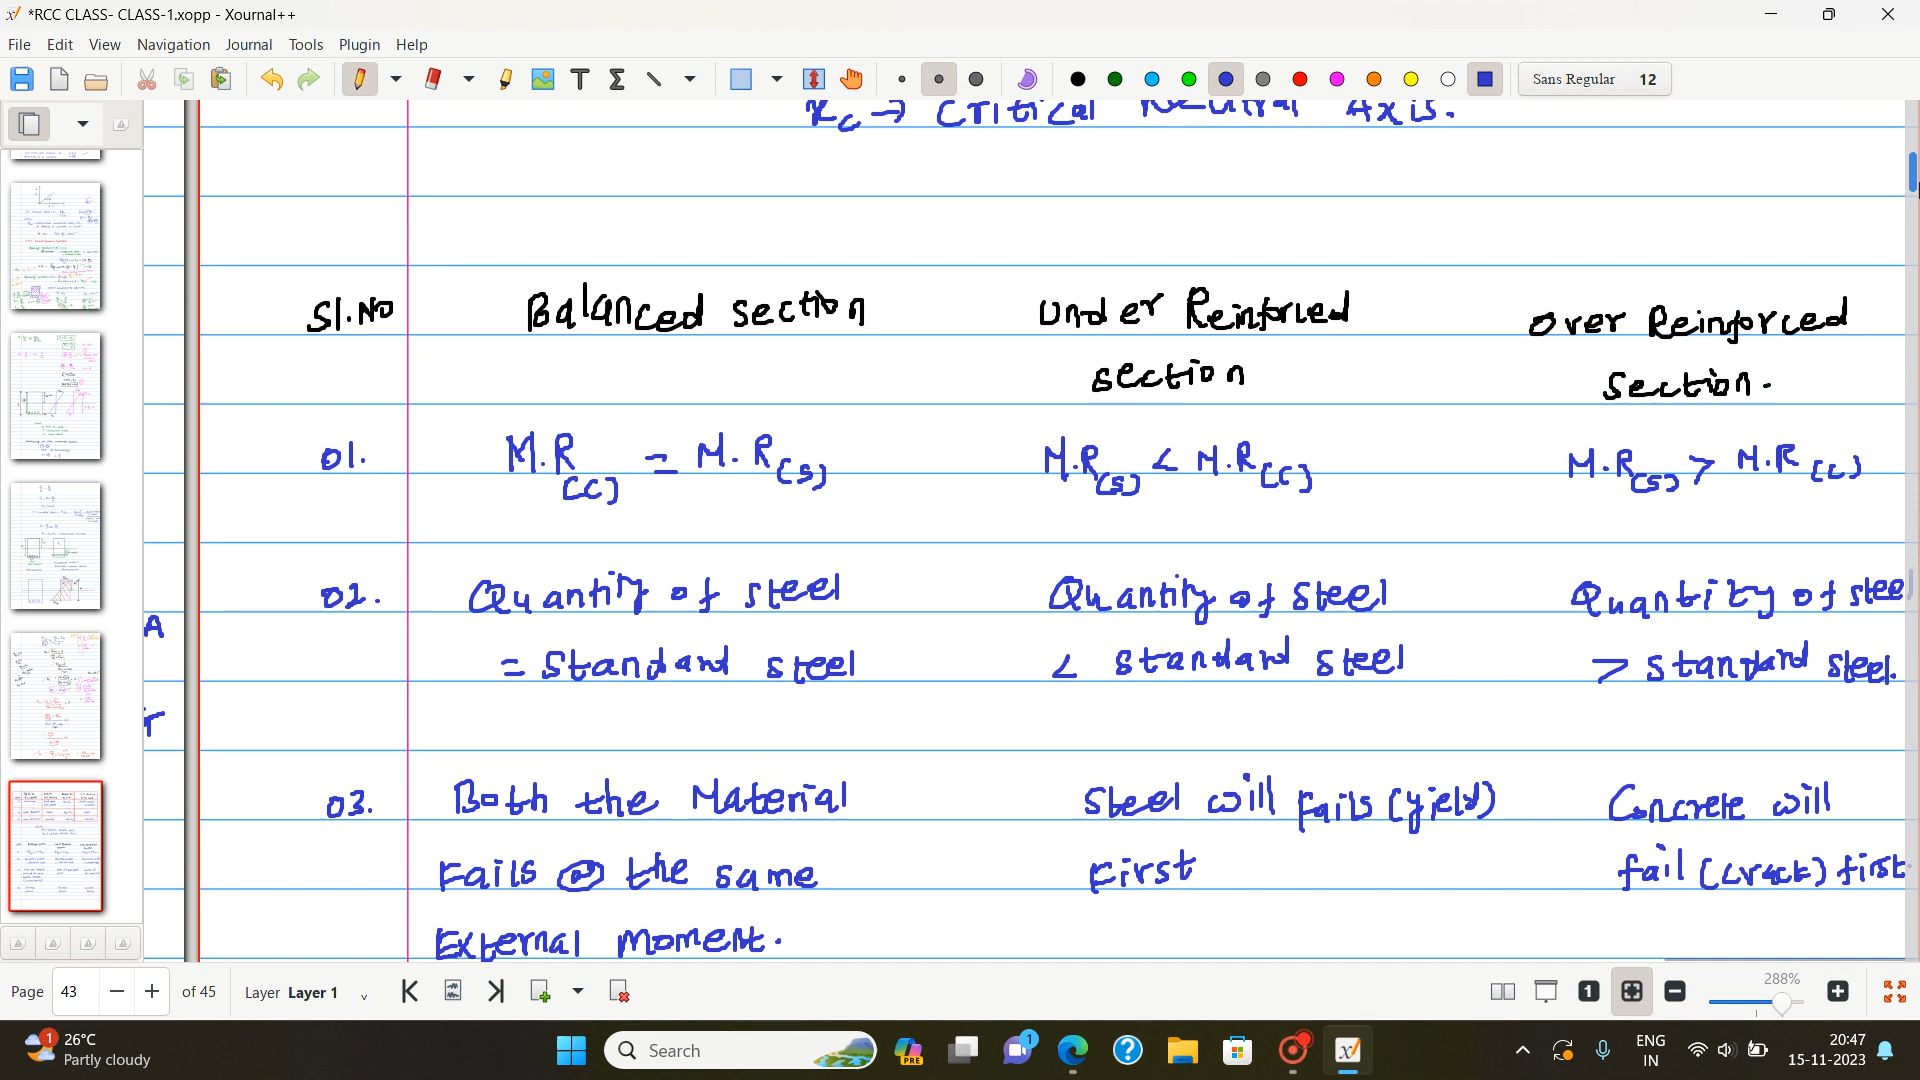 *RCC CLASS- CLASS-1.xopp - Xournal++
File Edit View Navigation Journal Tools Plugin Help
Sans Regular 12
xc → Critical Neutral Axis.
Sl.No Balanced section Under Reinforced Over Reinforced
section section.
01. M.R(c) = M.R(s) M.R(s) < M.R(c) M.R(s) > M.R(c)
02. Quantity of steel Quantity of steel Quantity of steel
= Standard steel < standard steel > standard steel.
A
T
03. Both the Material Steel will fails (yield) Concrete will
Fails @ the same First fail (crack) first
External Moment.
Page 43 of 45 Layer Layer 1 288%
1 26°C
Partly cloudy
Search
PRE
1
ENG
IN
20:47
15-11-2023